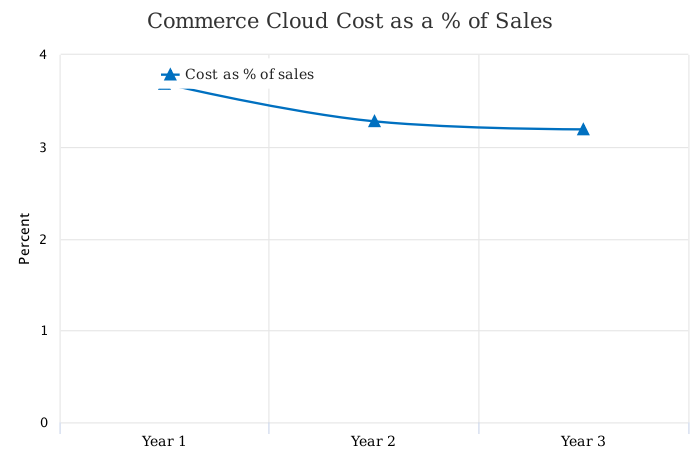 Commerce Cloud Cost as a % of Sales
Cost as % of sales
Percent
4
3
2
1
0
Year 1
Year 2
Year 3